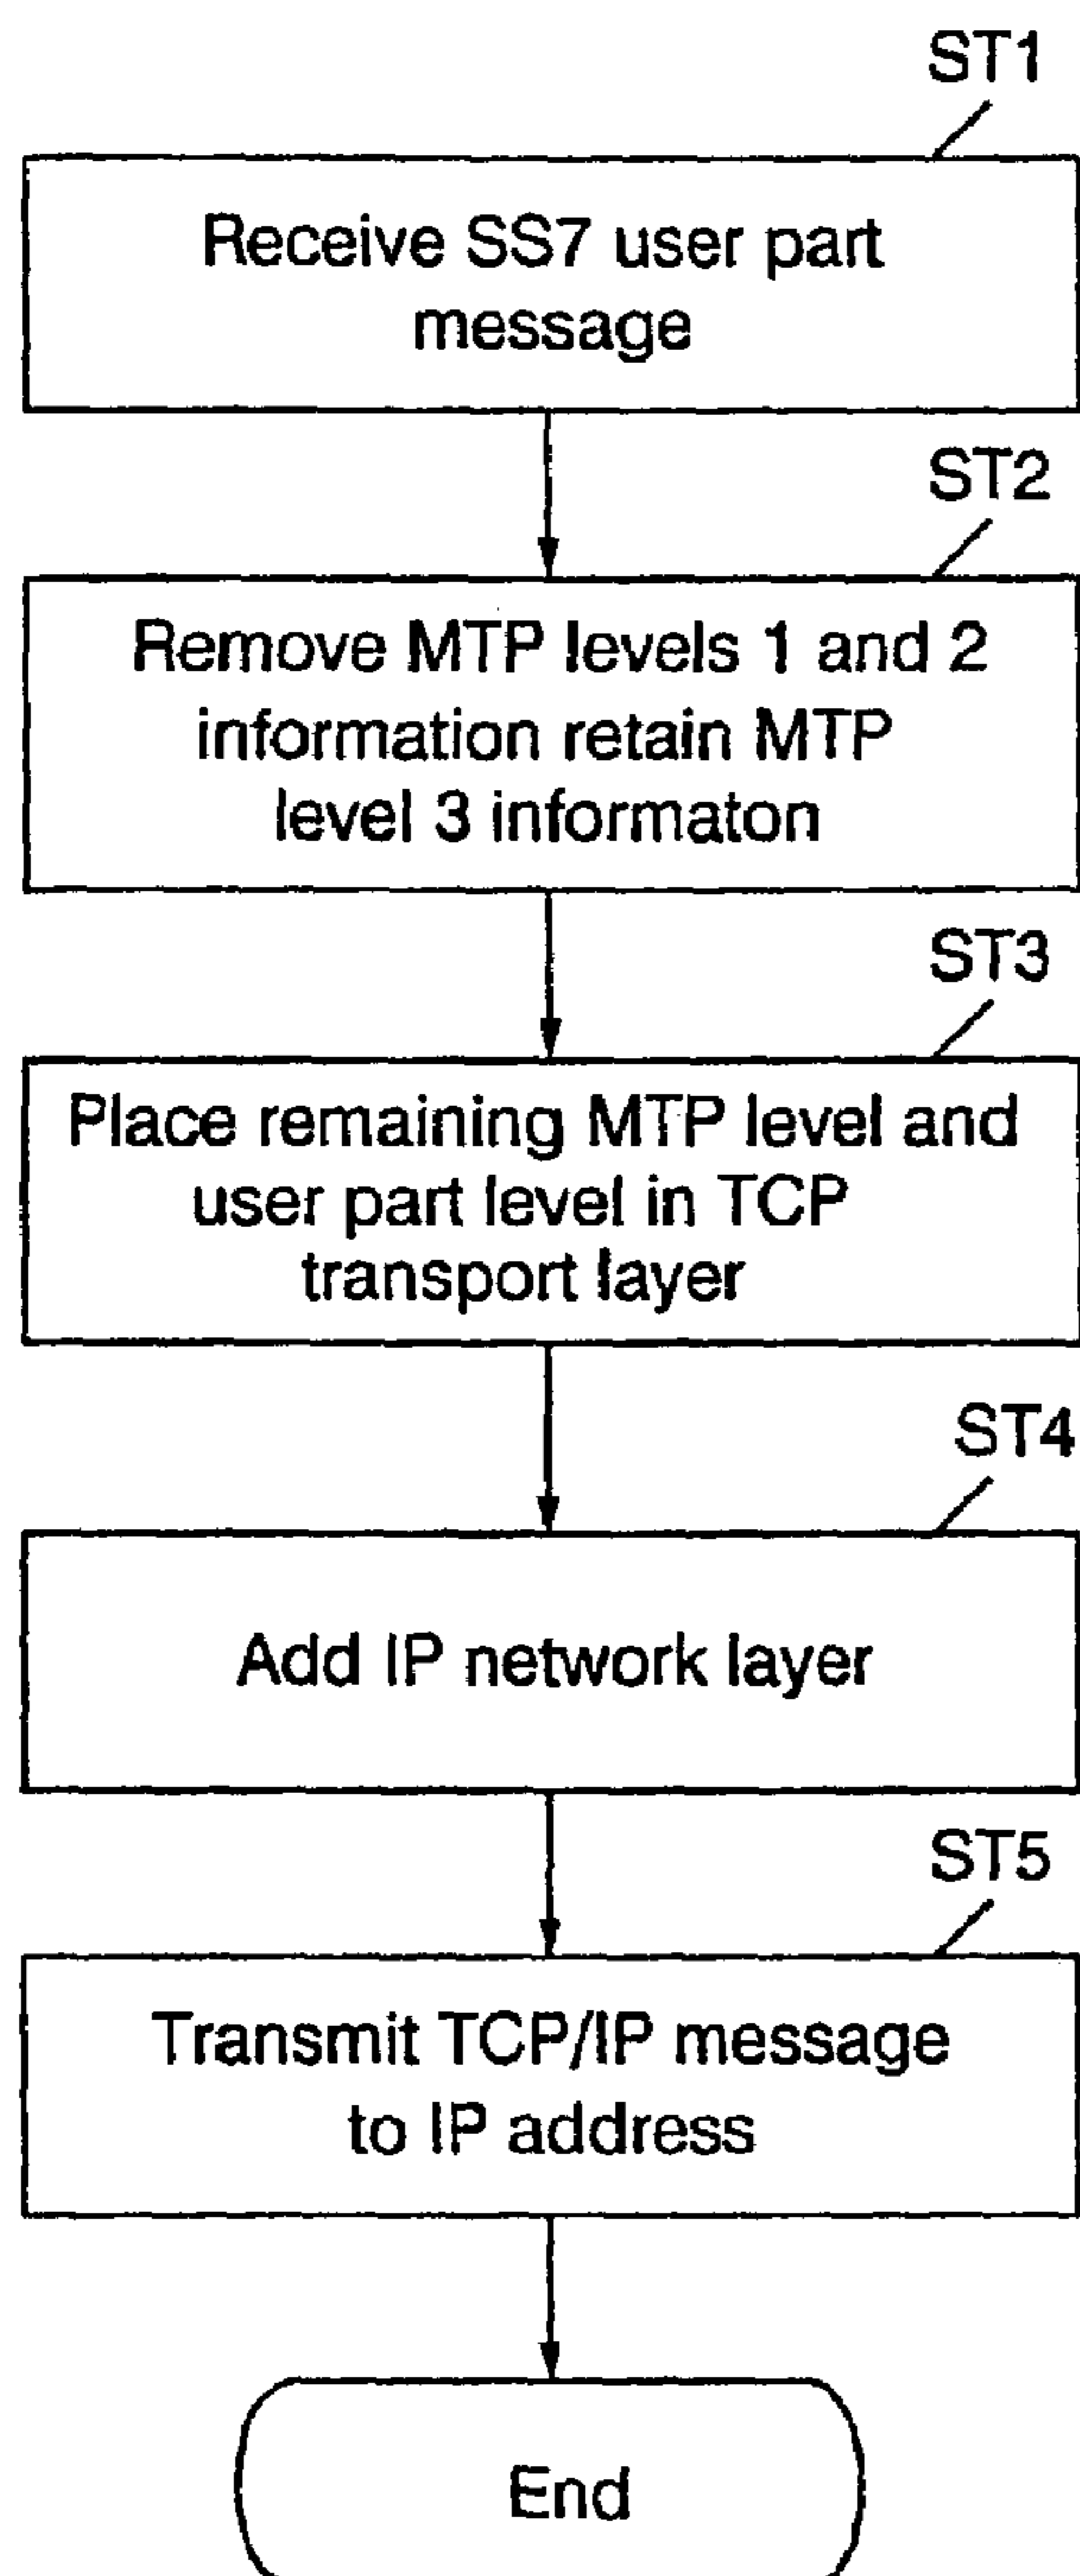 ST1
Receive SS7 user part
message
ST2
Remove MTP levels 1 and 2
information retain MTP
level 3 informaton
ST3
Place remaining MTP level and
user part level in TCP
transport layer
ST4
Add IP network layer
ST5
Transmit TCP/IP message
to IP address
End